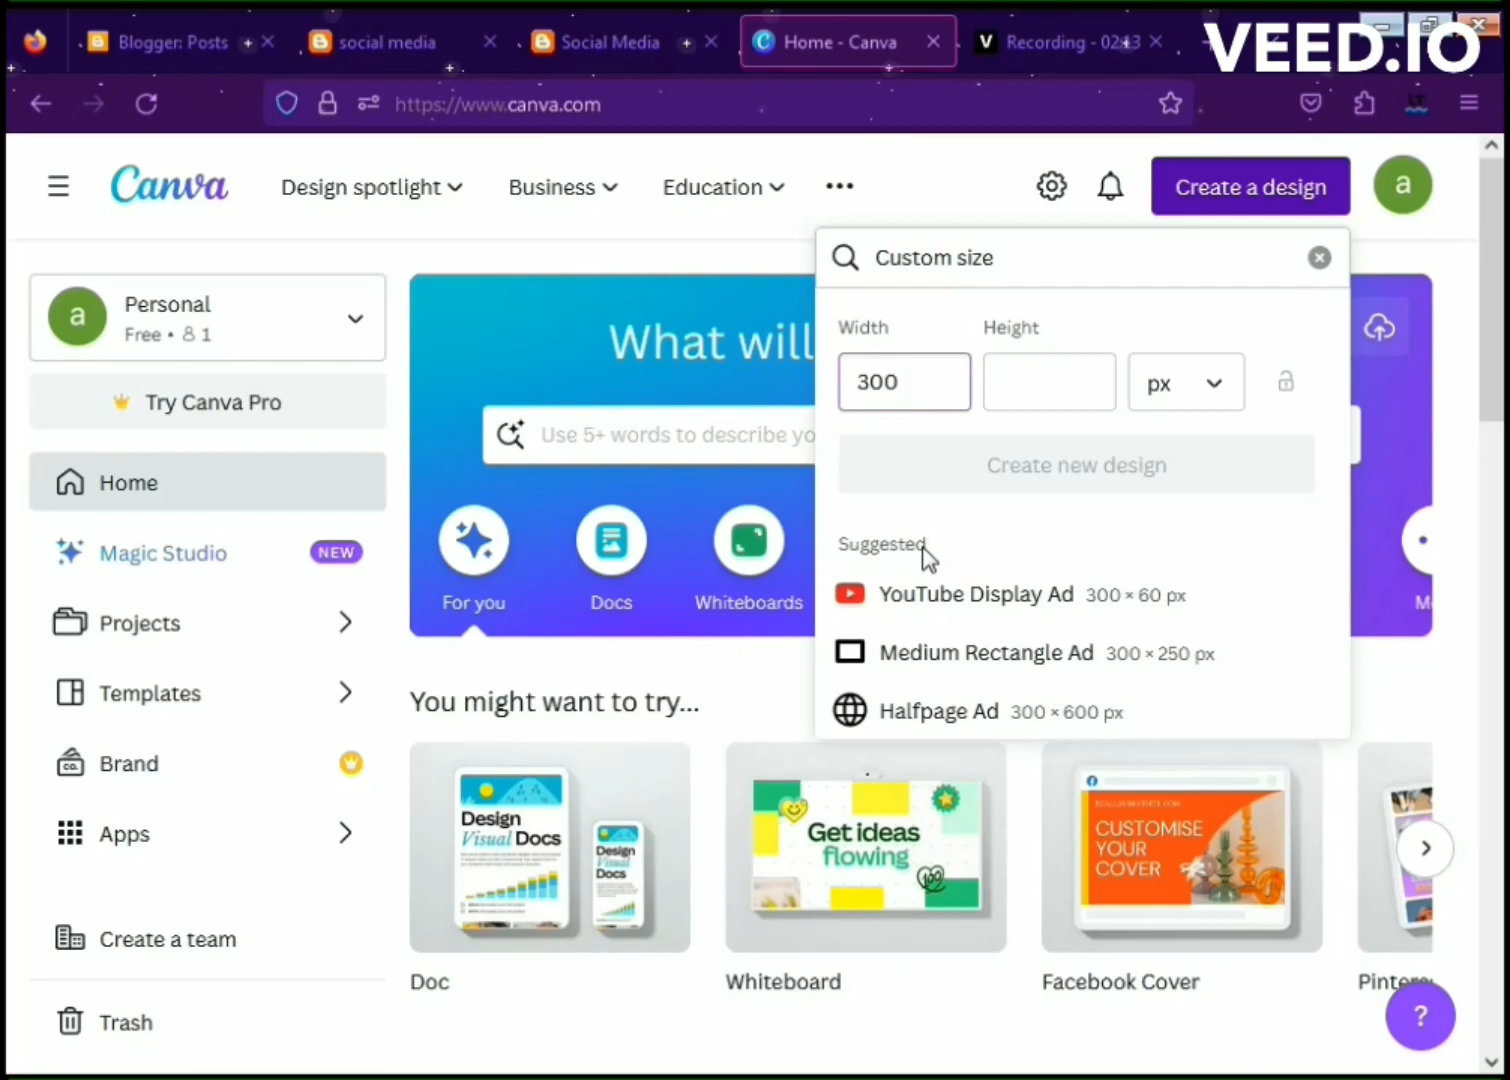 VEED.IO
Blogger: Posts
social media
Social Media
Home - Canva
Recording - 02:13
https://www.canva.com
Canva
Design spotlight
Business
Education
Create a design
a
Custom size
Personal
Free • 1
a
Width
Height
What will
300
px
Try Canva Pro
Use 5+ words to describe yo
Create new design
Home
Suggested
Magic Studio
NEW
YouTube Display Ad 300 × 60 px
For you
Docs
Whiteboards
Projects
Medium Rectangle Ad 300 × 250 px
Templates
You might want to try...
Halfpage Ad 300 × 600 px
Brand
Apps
Design
Visual Docs
Design
Visual
Docs
Get ideas
flowing
100
CUSTOMISE
YOUR
COVER
Create a team
Doc
Whiteboard
Facebook Cover
Pintere
Trash
?